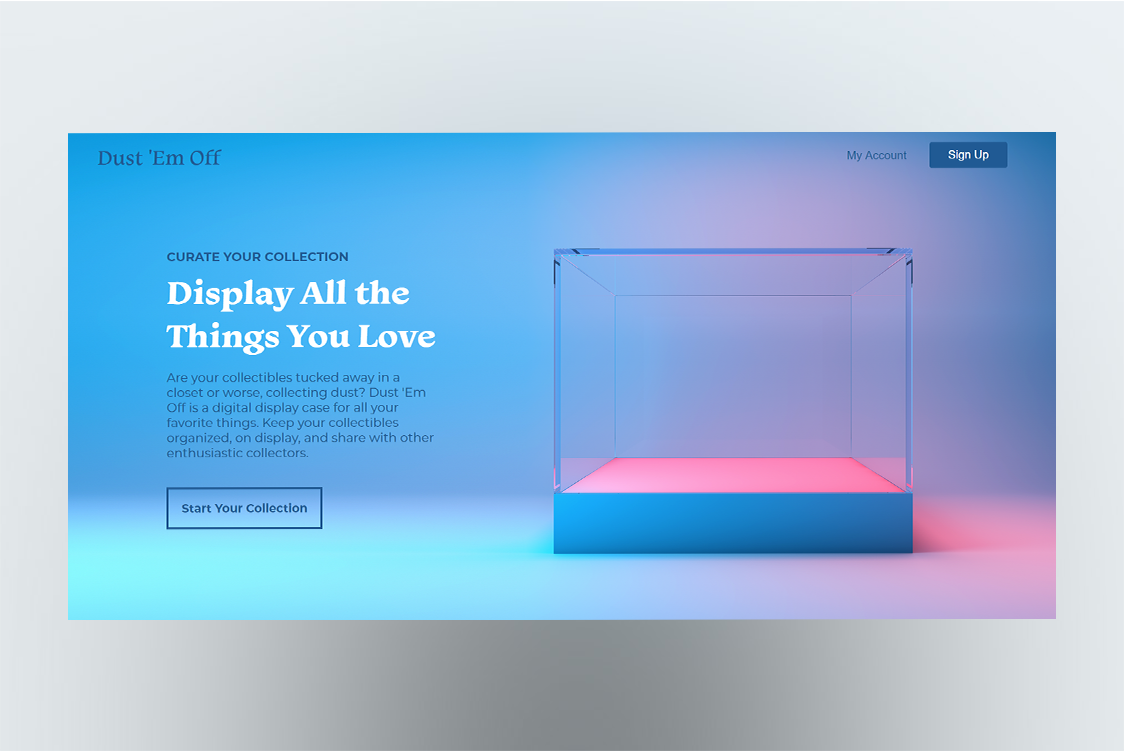 Dust 'Em Off
My Account
Sign Up
CURATE YOUR COLLECTION
Display All the
Things You Love
Are your collectibles tucked away in a
closet or worse, collecting dust? Dust 'Em
Off is a digital display case for all your
favorite things. Keep your collectibles
organized, on display, and share with other
enthusiastic collectors.
Start Your Collection